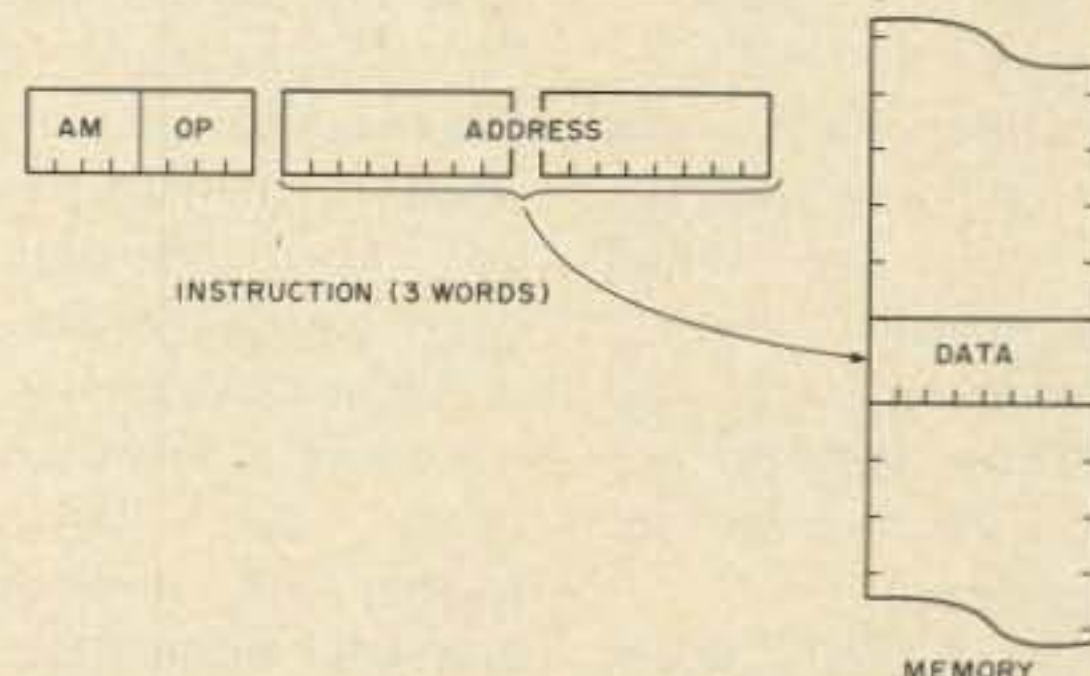 AM OP ADDRESS
INSTRUCTION (3 WORDS)
DATA
MEMORY